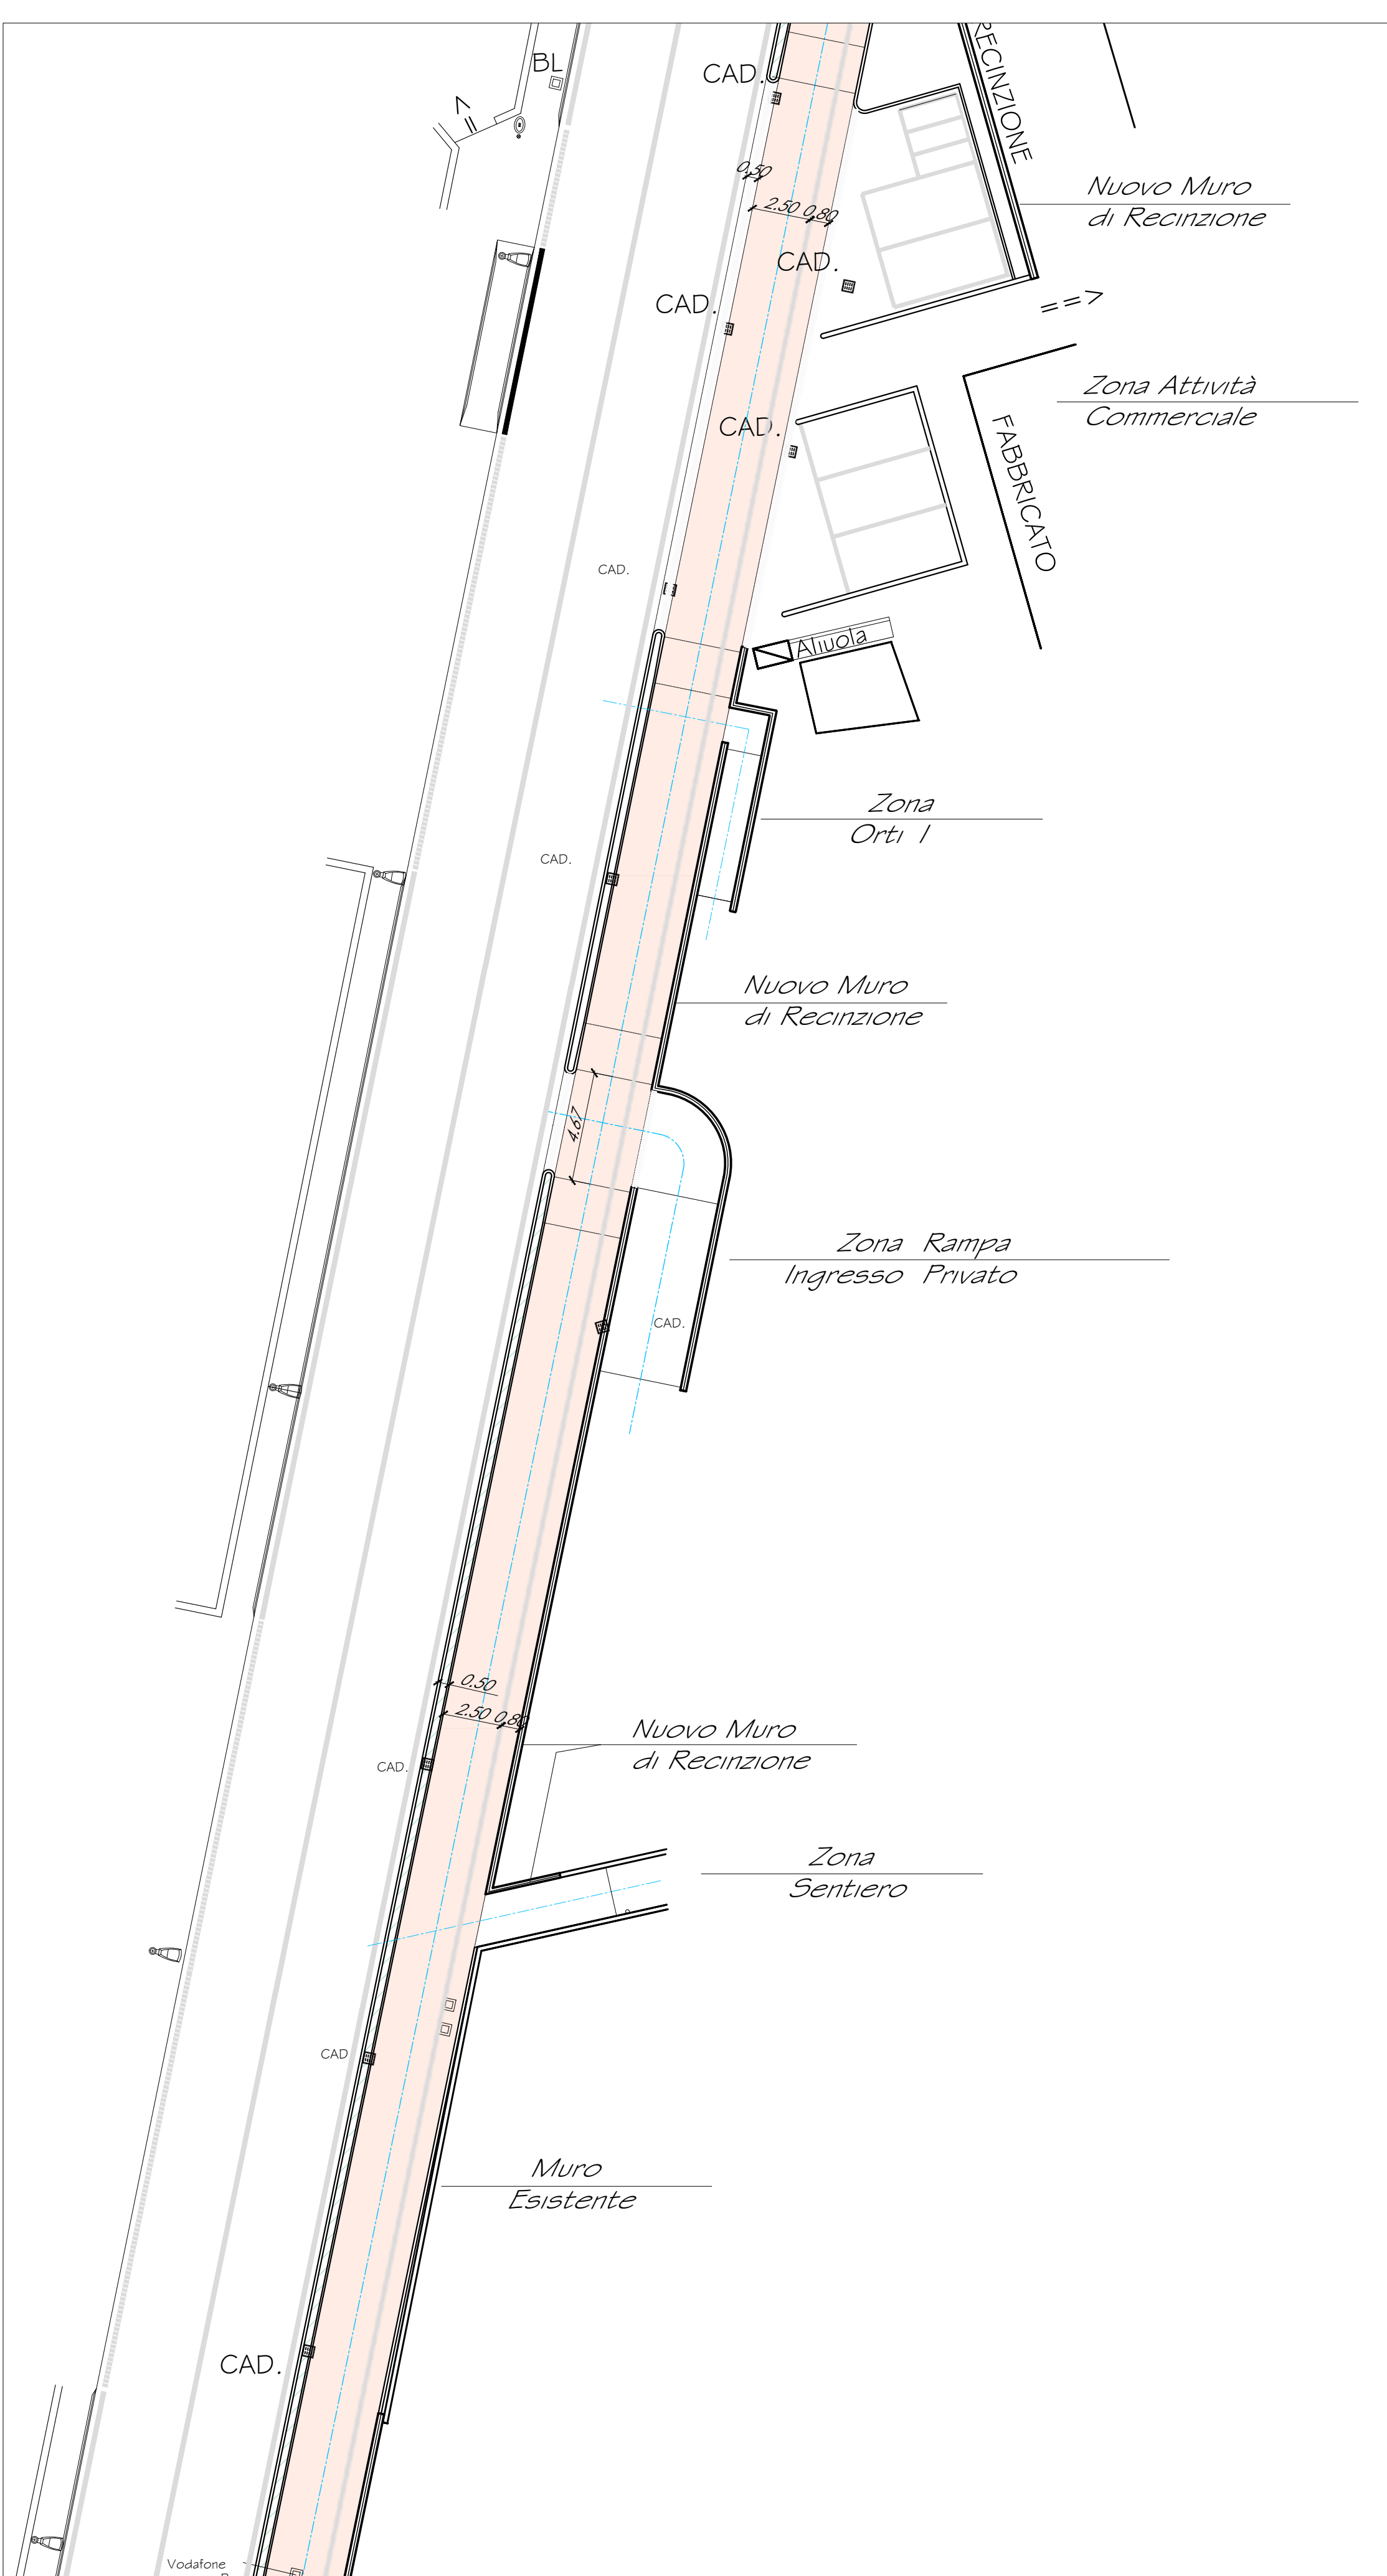 BL
CAD.
RECINZIONE
0.50
2.50 0.80
Nuovo Muro
di Recinzione
CAD.
CAD.
==>
Zona Attività
Commerciale
CAD.
FABBRICATO
CAD.
Aliuola
Zona
Orti 1
CAD.
Nuovo Muro
di Recinzione
4.67
Zona Rampa
Ingresso Privato
CAD.
0.50
2.50 0.80
Nuovo Muro
di Recinzione
CAD.
Zona
Sentiero
CAD
Muro
Esistente
CAD.
Vodafone